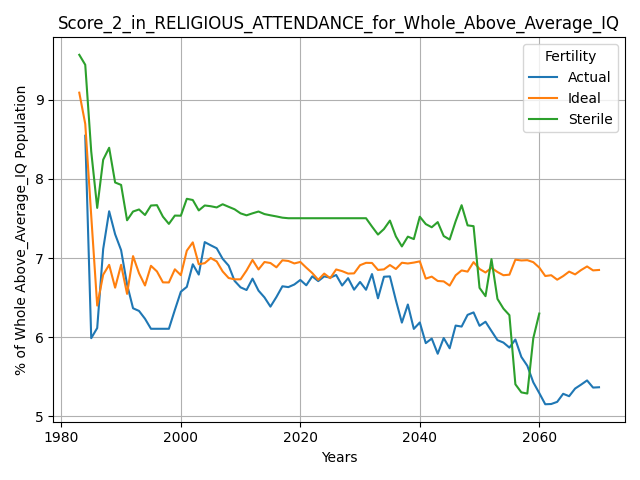 Score_2_in_RELIGIOUS_ATTENDANCE_for_Whole_Above_Average_IQ
% of Whole Above_Average_IQ Population
9
8
7
6
5
Fertility
Actual
Ideal
Sterile
1980
2000
2020
2040
2060
Years